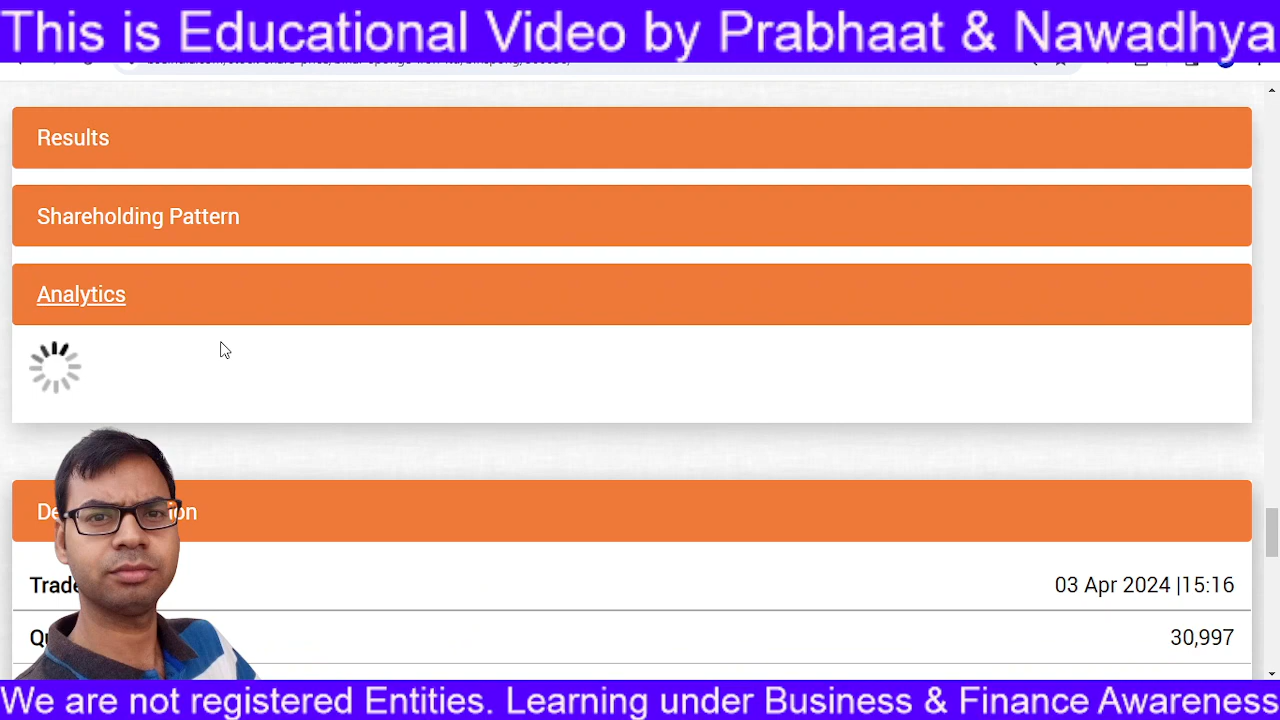 This is Educational Video by Prabhaat & Nawadhya
Results
Shareholding Pattern
Analytics
03 Apr 2024 |15:16
30,997
We are not registered Entities. Learning under Business & Finance Awareness